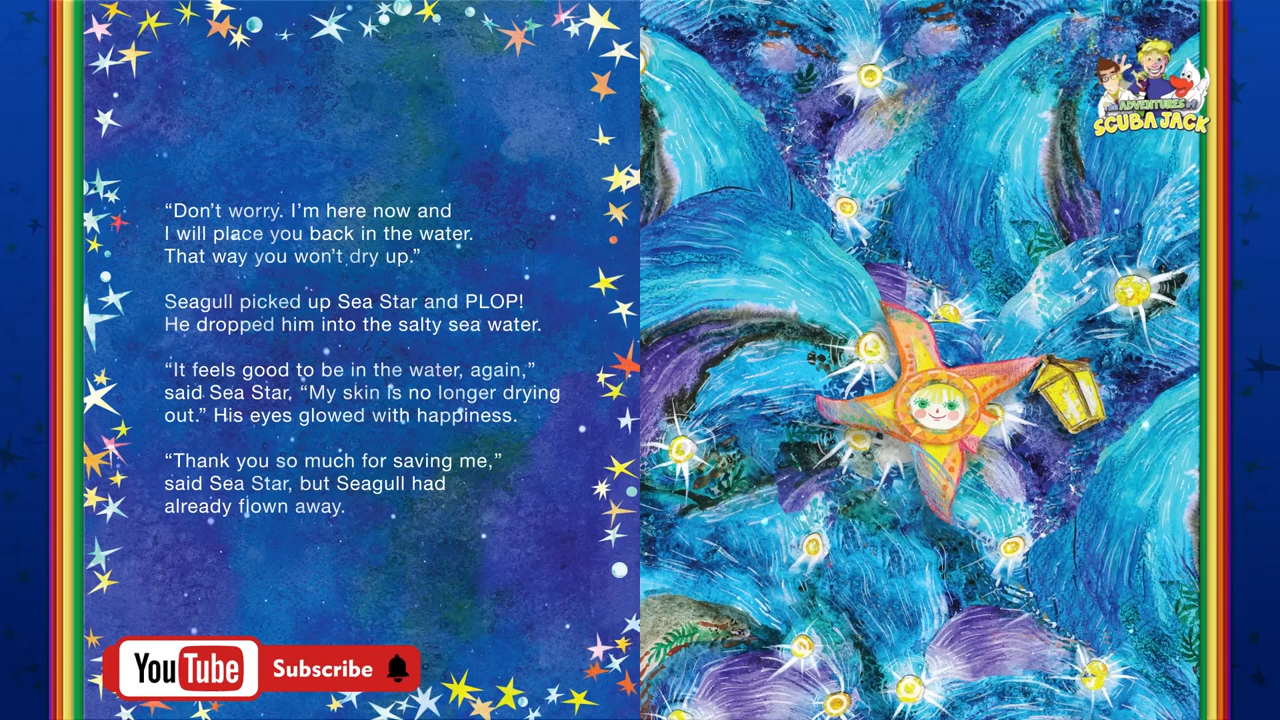 “Don’t worry. I’m here now and
I will place you back in the water.
That way you won’t dry up.”
Seagull picked up Sea Star and PLOP!
He dropped him into the salty sea water.
“It feels good to be in the water, again,”
said Sea Star, “My skin is no longer drying
out.” His eyes glowed with happiness.
“Thank you so much for saving me,”
said Sea Star, but Seagull had
already flown away.
YouTube Subscribe
THE ADVENTURES OF
SCUBA JACK